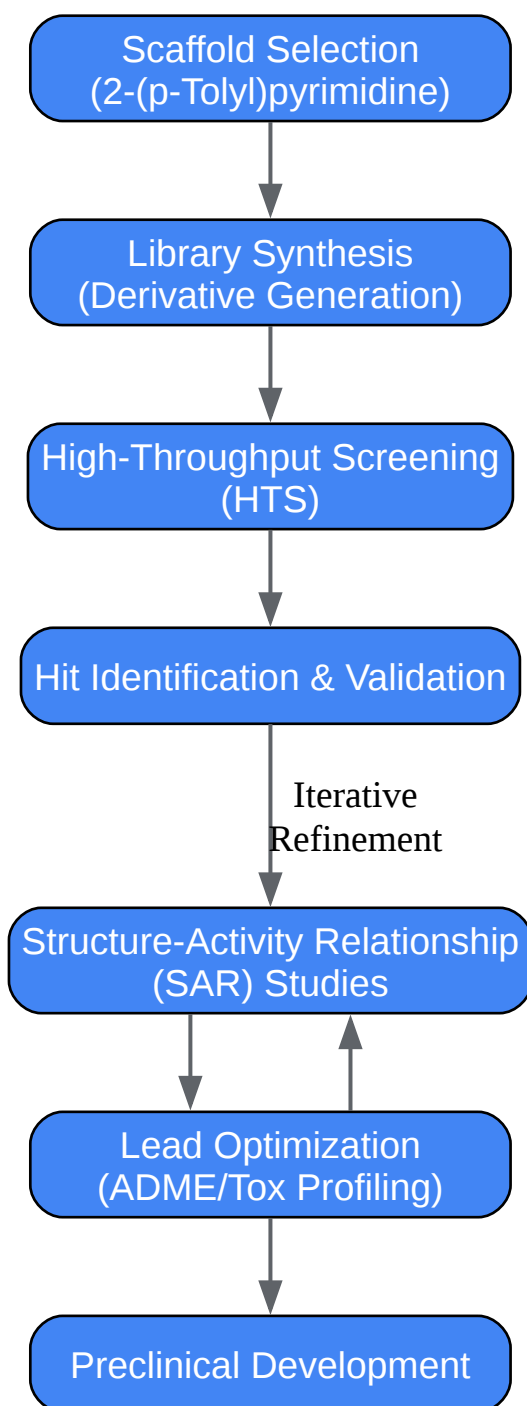 Scaffold Selection
(2-(p-Tolyl)pyrimidine)
Library Synthesis
(Derivative Generation)
High-Throughput Screening
(HTS)
Hit Identification & Validation
Iterative
Refinement
Structure-Activity Relationship
(SAR) Studies
Lead Optimization
(ADME/Tox Profiling)
Preclinical Development